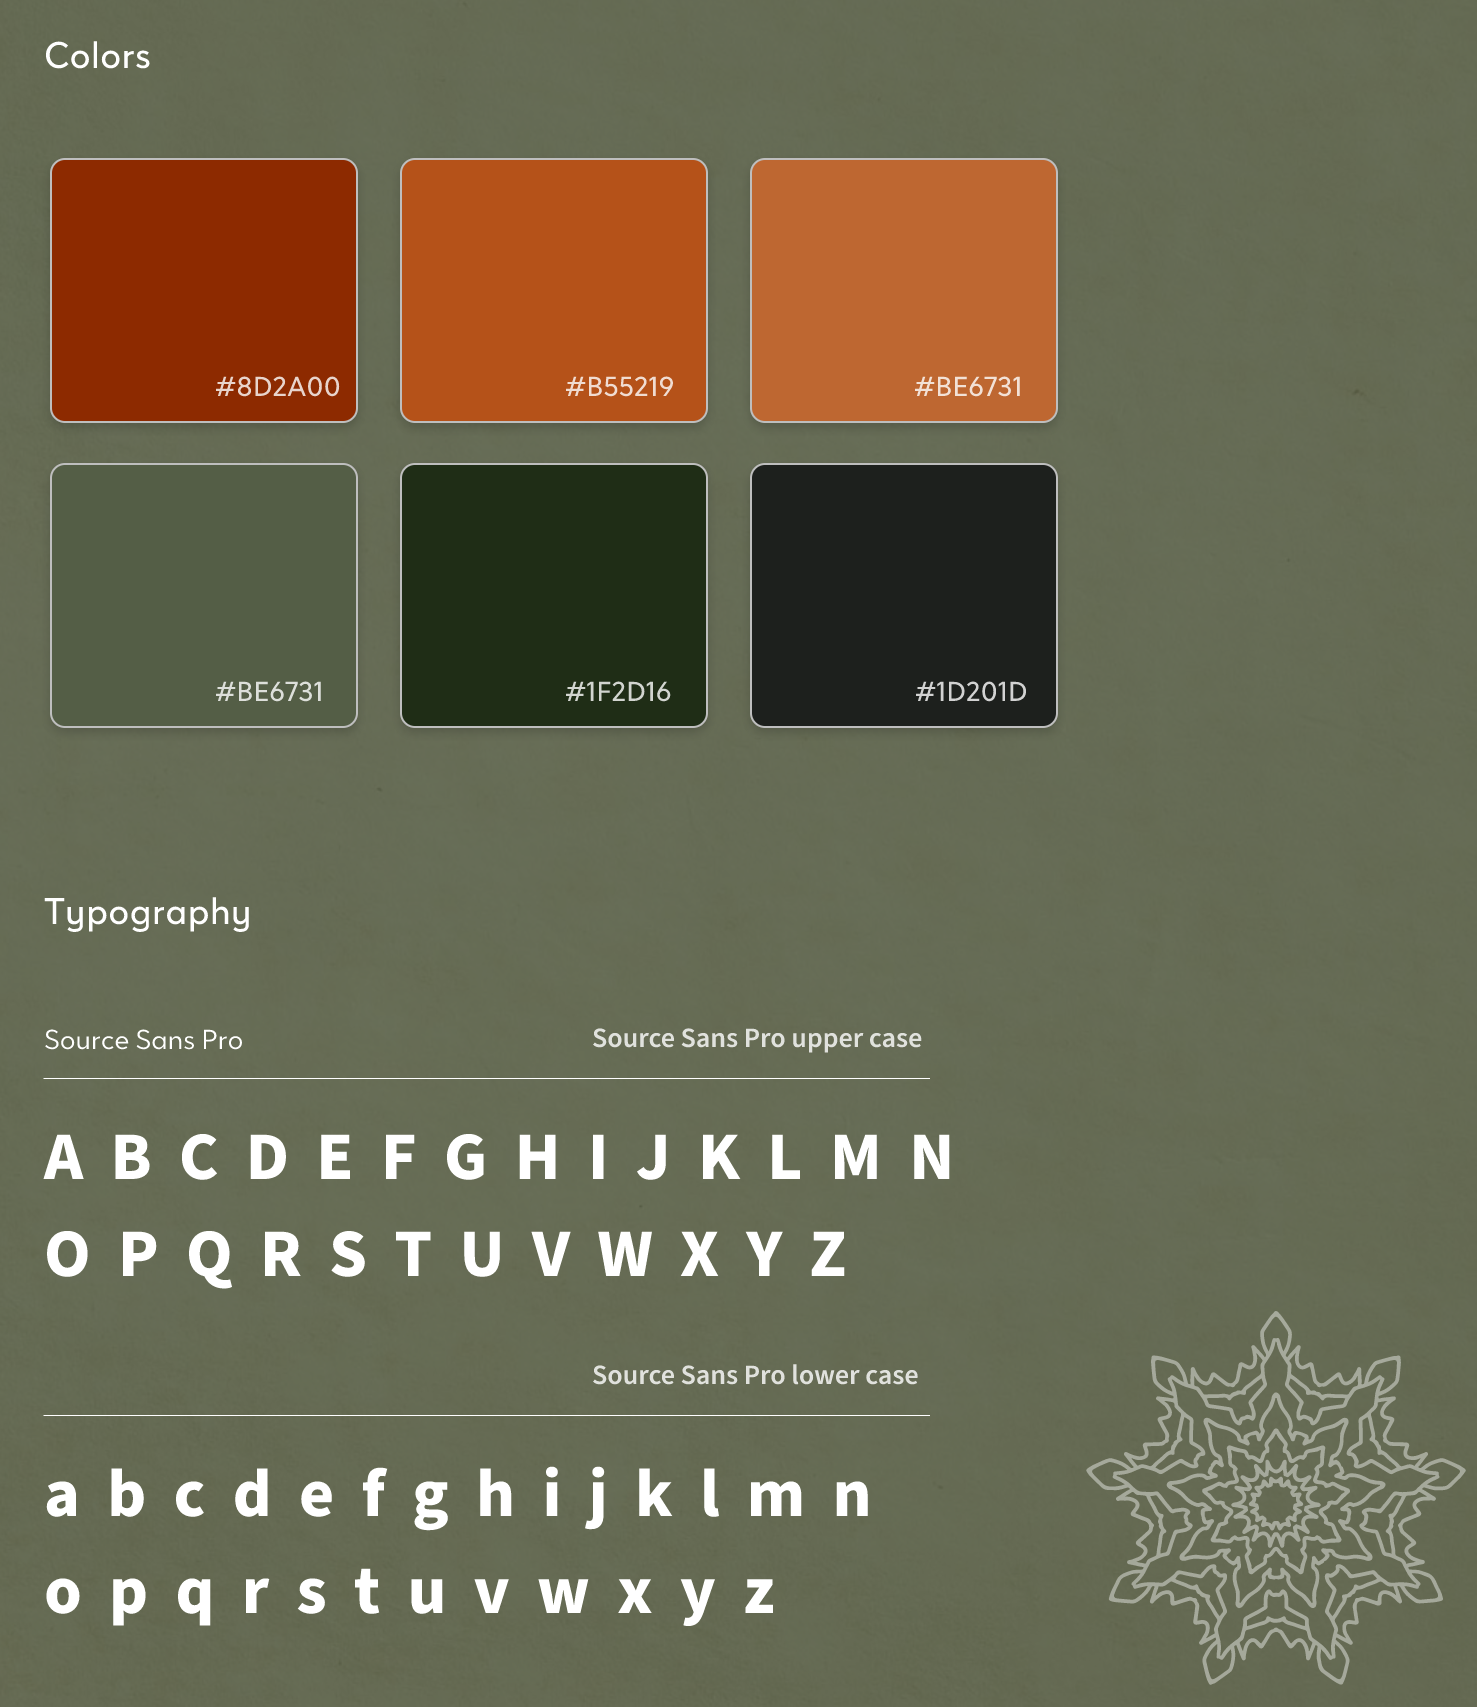 Colors
#8D2A00 #B55219 #BE6731
#BE6731 #1F2D16 #1D201D
Typography
Source Sans Pro Source Sans Pro upper case
A B C D E F G H I J K L M N
O P Q R S T U V W X Y Z
Source Sans Pro lower case
a b c d e f g h i j k l m n
o p q r s t u v w x y z